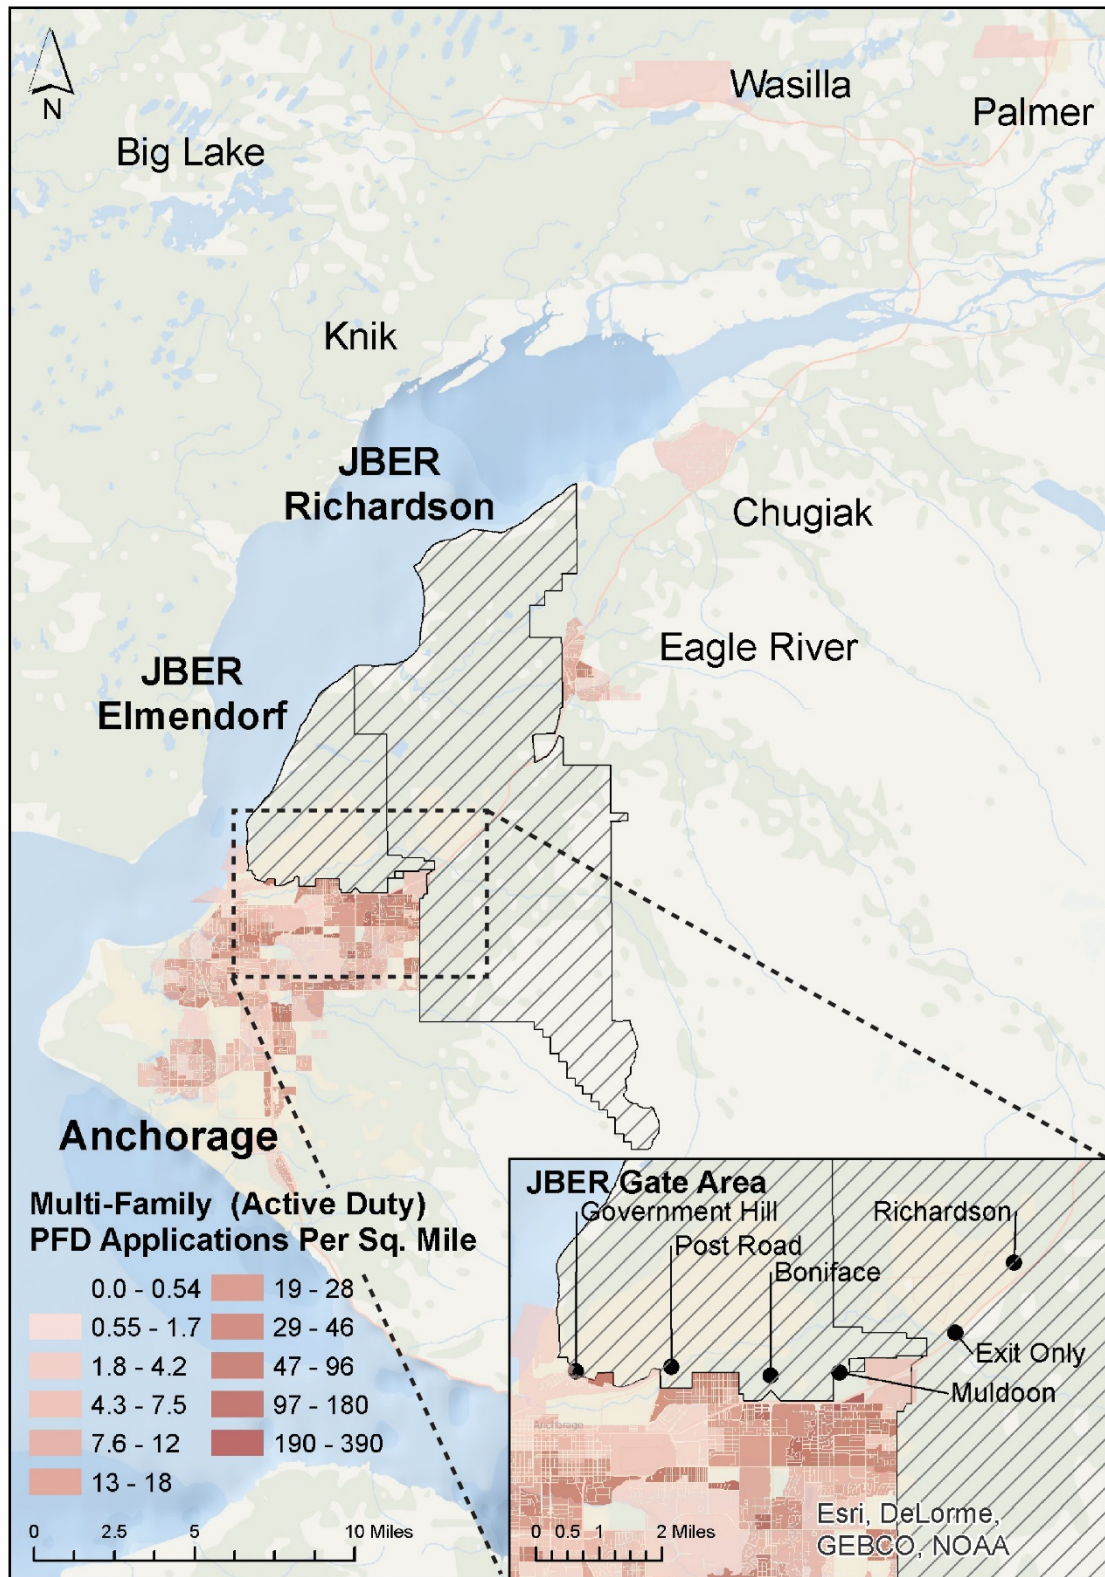 N
Wasilla
Palmer
Big Lake
Knik
JBER
Richardson
Chugiak
JBER
Elmendorf
Eagle River
Anchorage
Multi-Family (Active Duty)
PFD Applications Per Sq. Mile
0.0 - 0.54
0.55 - 1.7
1.8 - 4.2
4.3 - 7.5
7.6 - 12
13 - 18
19 - 28
29 - 46
47 - 96
97 - 180
190 - 390
0 2.5 5 10 Miles
JBER Gate Area
Government Hill
Richardson
Post Road
Boniface
Exit Only
Muldoon
Anchorage
Esri, DeLorme,
GEBCO, NOAA
0 0.5 1 2 Miles